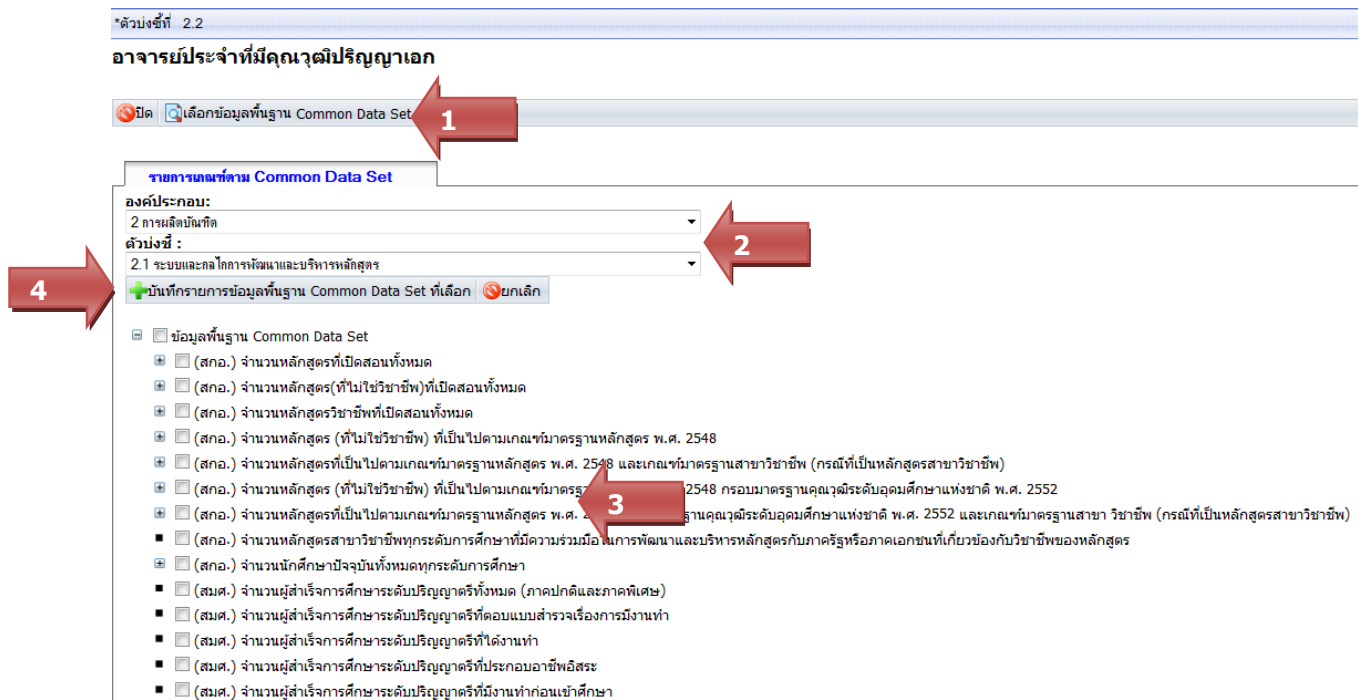 *ตัวบ่งชี้ที่ 2.2
อาจารย์ประจำที่มีคุณวุฒิปริญญาเอก
ปิด เลือกข้อมูลพื้นฐาน Common Data Set
1
รายการเกณฑ์ตาม Common Data Set
องค์ประกอบ:
2 การผลิตบัณฑิต
ตัวบ่งชี้ :
2
2.1 ระบบและกลไกการพัฒนาและบริหารหลักสูตร
4
บันทึกรายการข้อมูลพื้นฐาน Common Data Set ที่เลือก ยกเลิก
ข้อมูลพื้นฐาน Common Data Set
(สกอ.) จำนวนหลักสูตรที่เปิดสอนทั้งหมด
(สกอ.) จำนวนหลักสูตร(ที่ไม่ใช่วิชาชีพ)ที่เปิดสอนทั้งหมด
(สกอ.) จำนวนหลักสูตรวิชาชีพที่เปิดสอนทั้งหมด
(สกอ.) จำนวนหลักสูตร (ที่ไม่ใช่วิชาชีพ) ที่เป็นไปตามเกณฑ์มาตรฐานหลักสูตร พ.ศ. 2548
(สกอ.) จำนวนหลักสูตรที่เป็นไปตามเกณฑ์มาตรฐานหลักสูตร พ.ศ. 2548 และเกณฑ์มาตรฐานสาขาวิชาชีพ (กรณีที่เป็นหลักสูตรสาขาวิชาชีพ)
(สกอ.) จำนวนหลักสูตร (ที่ไม่ใช่วิชาชีพ) ที่เป็นไปตามเกณฑ์มาตรฐ 2548 กรอบมาตรฐานคุณวุฒิระดับอุดมศึกษาแห่งชาติ พ.ศ. 2552
3
(สกอ.) จำนวนหลักสูตรที่เป็นไปตามเกณฑ์มาตรฐานหลักสูตร พ.ศ. ฐานคุณวุฒิระดับอุดมศึกษาแห่งชาติ พ.ศ. 2552 และเกณฑ์มาตรฐานสาขา วิชาชีพ (กรณีที่เป็นหลักสูตรสาขาวิชาชีพ)
(สกอ.) จำนวนหลักสูตรสาขาวิชาชีพทุกระดับการศึกษาที่มีความร่วมมือในการพัฒนาและบริหารหลักสูตรกับภาครัฐหรือภาคเอกชนที่เกี่ยวข้องกับวิชาชีพของหลักสูตร
(สกอ.) จำนวนนักศึกษาปัจจุบันทั้งหมดทุกระดับการศึกษา
(สมศ.) จำนวนผู้สำเร็จการศึกษาระดับปริญญาตรีทั้งหมด (ภาคปกติและภาคพิเศษ)
(สมศ.) จำนวนผู้สำเร็จการศึกษาระดับปริญญาตรีที่ตอบแบบสำรวจเรื่องการมีงานทำ
(สมศ.) จำนวนผู้สำเร็จการศึกษาระดับปริญญาตรีที่ได้งานทำ
(สมศ.) จำนวนผู้สำเร็จการศึกษาระดับปริญญาตรีที่ประกอบอาชีพอิสระ
(สมศ.) จำนวนผู้สำเร็จการศึกษาระดับปริญญาตรีที่มีงานทำก่อนเข้าศึกษา